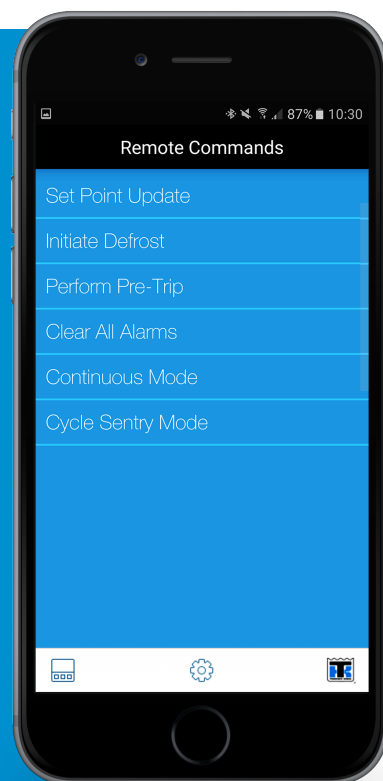 87% 10:30
Remote Commands
Set Point Update
Initiate Defrost
Perform Pre-Trip
Clear All Alarms
Continuous Mode
Cycle Sentry Mode